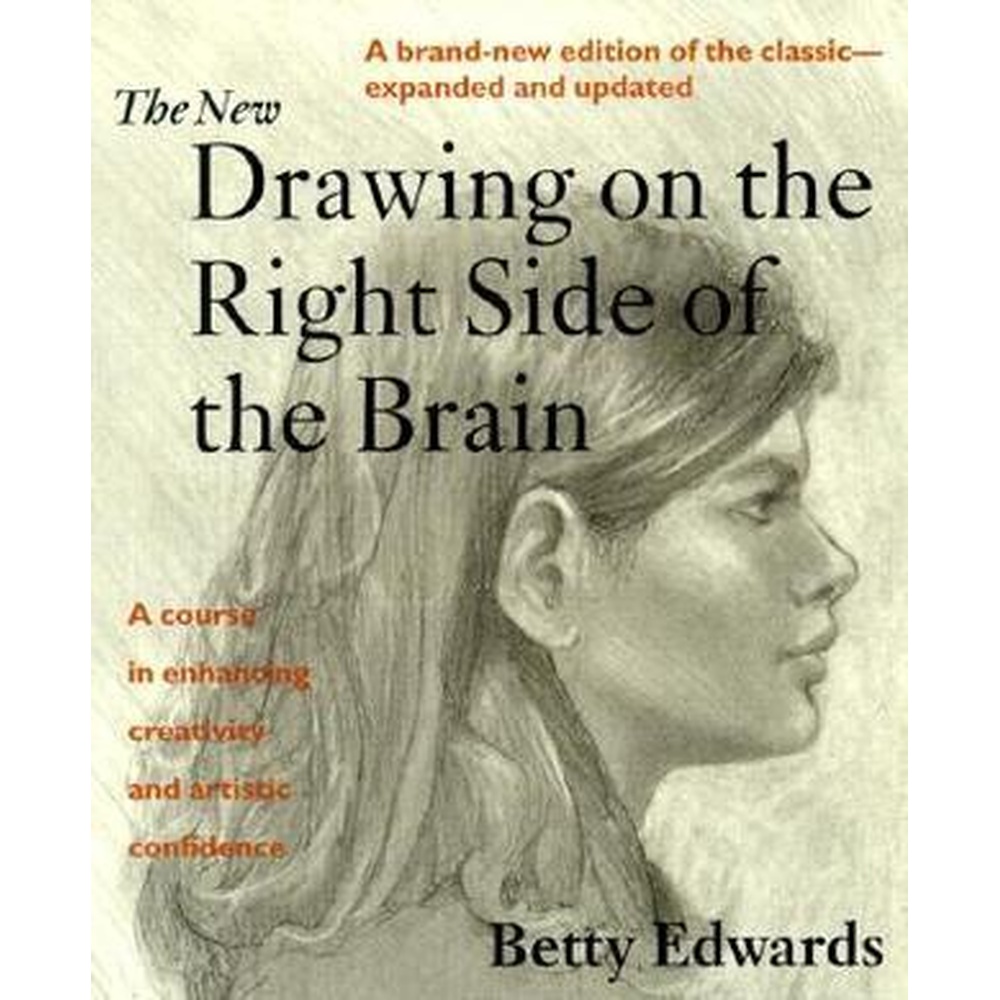 A brand-new edition of the classic—
expanded and updated
The New
Drawing on the
Right Side of
the Brain
A course
in enhancing
creativity
and artistic
confidence
Betty Edwards